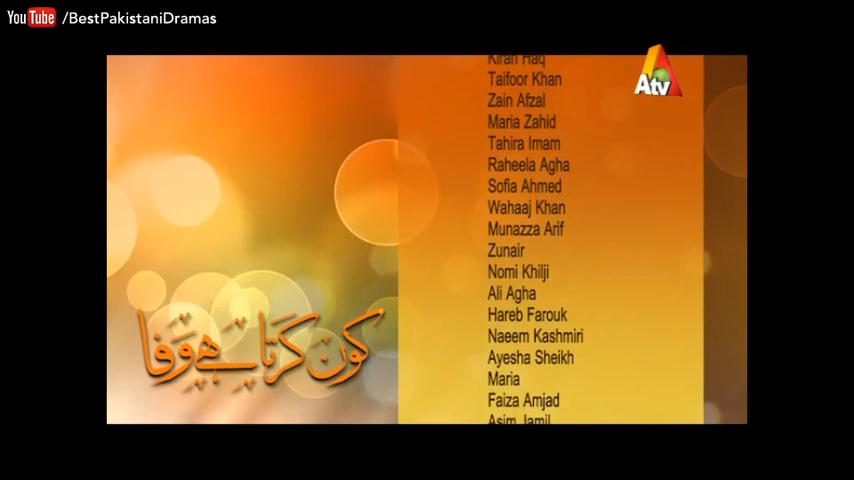 YouTube /BestPakistaniDramas
Atv
Kiran Haq
Taifoor Khan
Zain Afzal
Maria Zahid
Tahira Imam
Raheela Agha
Sofia Ahmed
Wahaaj Khan
Munazza Arif
Zunair
Nomi Khilji
Ali Agha
Hareb Farouk
Naeem Kashmiri
Ayesha Sheikh
Maria
Faiza Amjad
Asim Jamil
کون کرتا ہے وفا